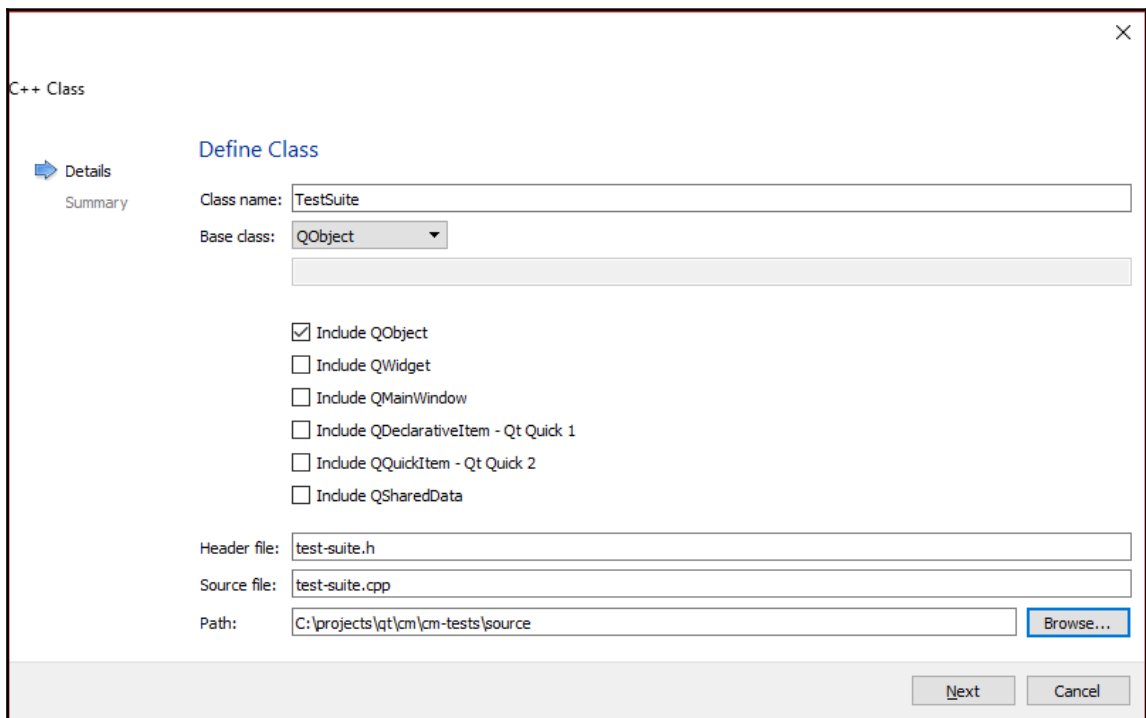 C++ Class
Define Class
Details
Summary
Class name: TestSuite
Base class: QObject
Include QObject
Include QWidget
Include QMainWindow
Include QDeclarativeItem - Qt Quick 1
Include QQuickItem - Qt Quick 2
Include QSharedData
Header file: test-suite.h
Source file: test-suite.cpp
Path: C:\projects\qt\cm\cm-tests\source Browse...
Next Cancel